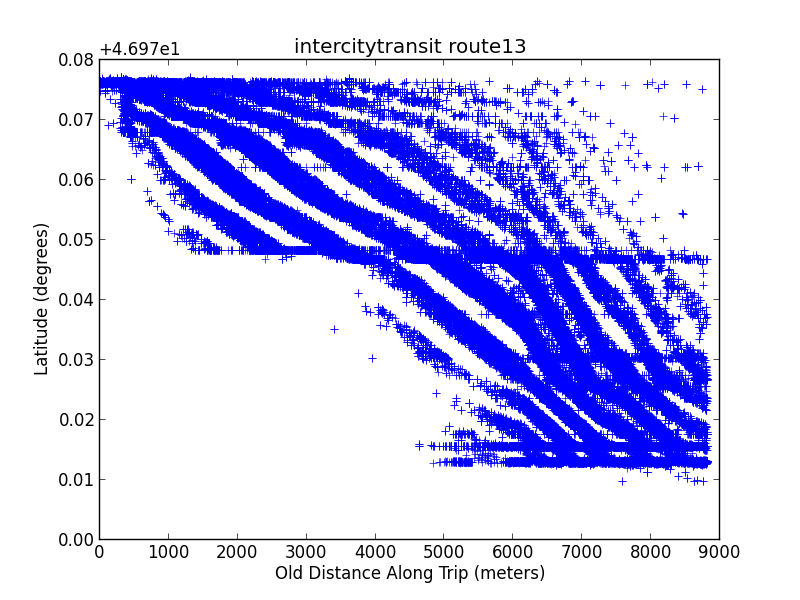 intercitytransit route13
+4.697e1
0.08
0.07
0.06
0.05
0.04
0.03
0.02
0.01
0.00
Latitude (degrees)
0 1000 2000 3000 4000 5000 6000 7000 8000 9000
Old Distance Along Trip (meters)